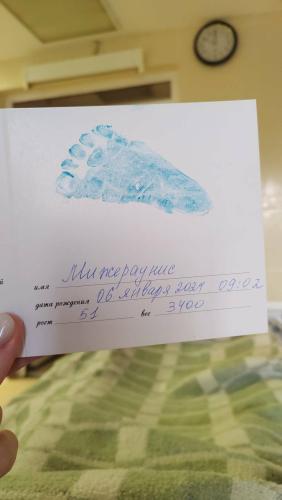 й
имя Мижераунис
дата рождения 06 января 2021 09:02
рост 51 вес 3400